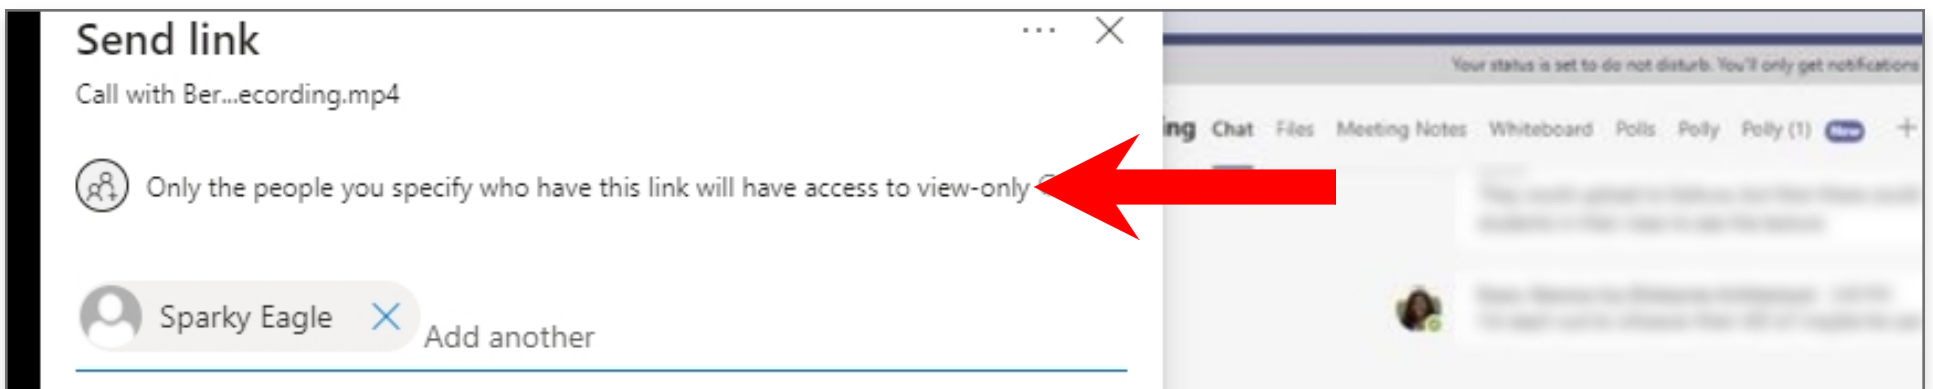 Send link
Call with Ber...ecording.mp4
Only the people you specify who have this link will have access to view-only
Sparky Eagle
Add another
Your status is set to do not disturb. You'll only get notifications
ing Chat Files Meeting Notes Whiteboard Polls Polly Polly (1) New +